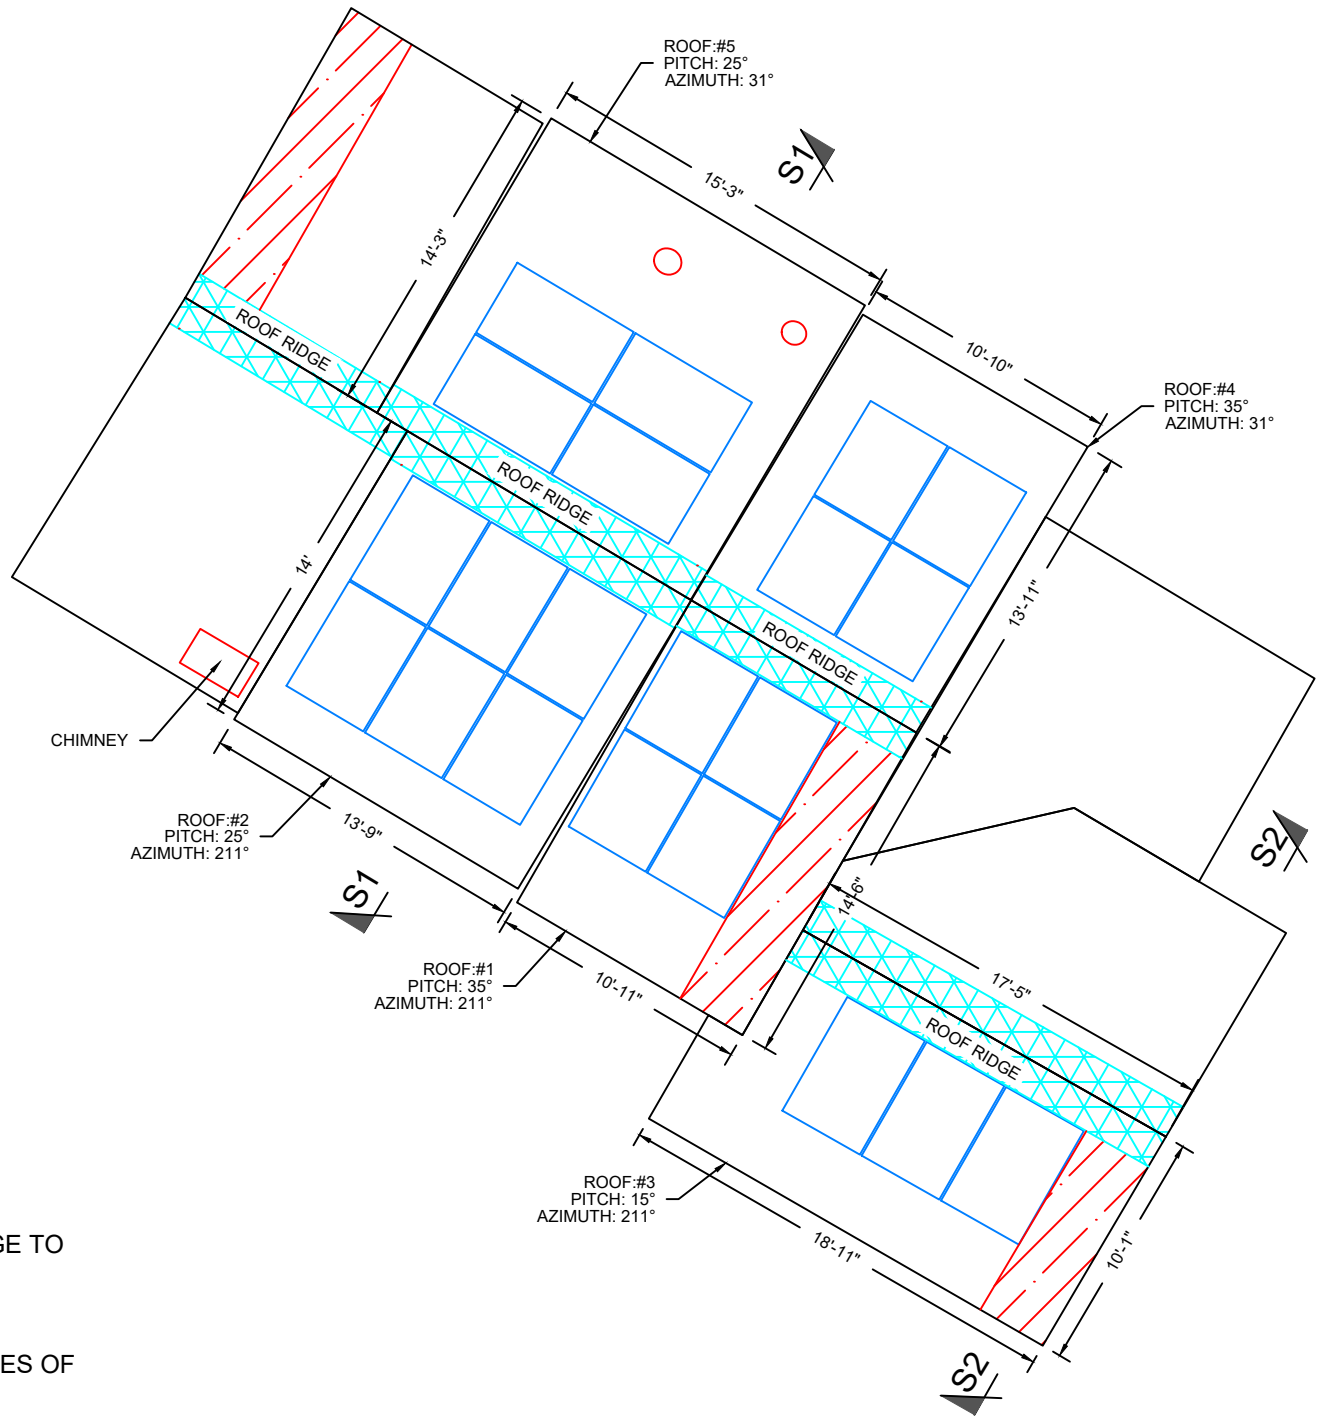 ROOF:#5
PITCH: 25°
AZIMUTH: 31°
S1
15'-3"
14'-3"
ROOF RIDGE
10'-10"
ROOF:#4
PITCH: 35°
AZIMUTH: 31°
ROOF RIDGE
14'
13'-11"
ROOF RIDGE
CHIMNEY
ROOF:#2
PITCH: 25°
AZIMUTH: 211°
13'-9"
S1
S2
14'-6"
ROOF:#1
PITCH: 35°
AZIMUTH: 211°
10'-11"
17'-5"
ROOF RIDGE
ROOF:#3
PITCH: 15°
AZIMUTH: 211°
18'-11"
10'-1"
GE TO
ES OF
S2